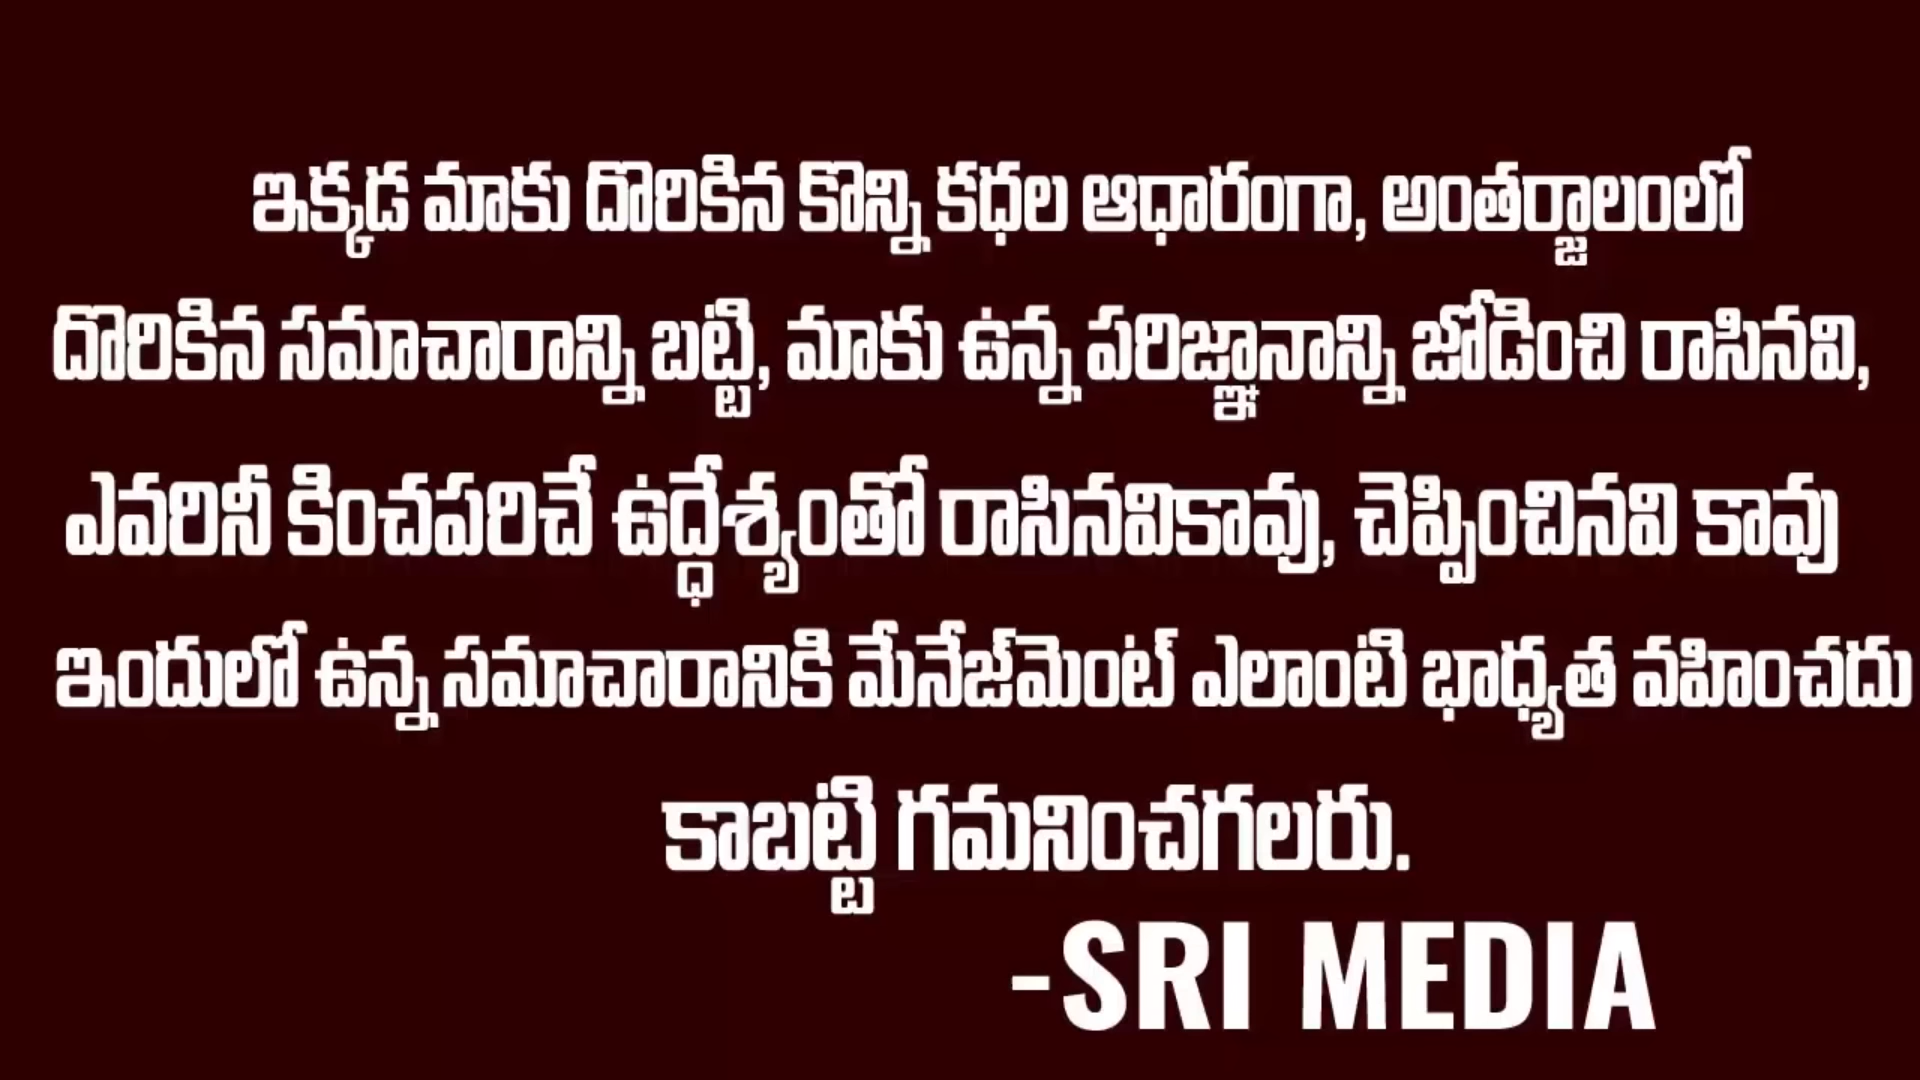 ఇక్కడ మాకు దొరికిన కొన్ని కధల ఆధారంగా, అంతర్జాలంలో
దొరికిన సమాచారాన్ని బట్టి, మాకు ఉన్న పరిజ్ఞానాన్ని జోడించి రాసినవి,
ఎవరినీ కించపరిచే ఉద్ధేశ్యంతో రాసినవికావు, చెప్పించినవి కావు
ఇందులో ఉన్న సమాచారానికి మేనేజ్‌మెంట్ ఎలాంటి భాధ్యత వహించదు
కాబట్టి గమనించగలరు.
-SRI MEDIA